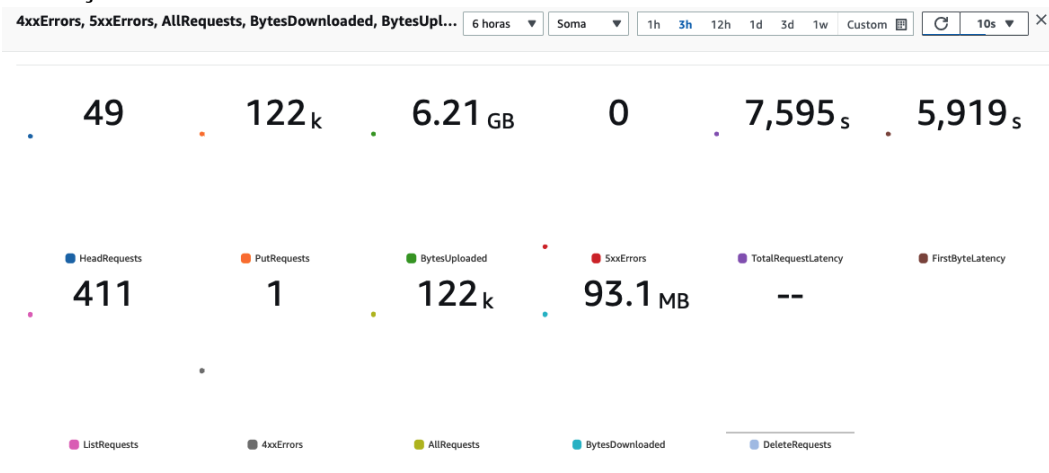 4xxErrors, 5xxErrors, AllRequests, BytesDownloaded, BytesUpl... 6 horas Soma 1h 3h 12h 1d 3d 1w Custom 10s
49 122 k 6.21 GB 0 7,595 s 5,919 s
HeadRequests PutRequests BytesUploaded 5xxErrors TotalRequestLatency FirstByteLatency
411 1 122 k 93.1 MB --
ListRequests 4xxErrors AllRequests BytesDownloaded DeleteRequests